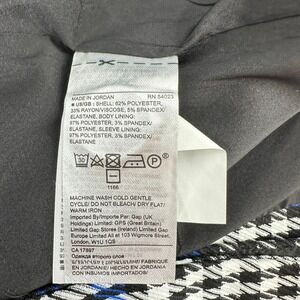 MADE IN JORDAN RN 54023
US/GB: SHELL: 62% POLYESTER,
33% RAYON/VISCOSE, 5% SPANDEX/
ELASTANE, BODY LINING:
97% POLYESTER, 3% SPANDEX/
ELASTANE, SLEEVE LINING:
97% POLYESTER, 3% SPANDEX/
ELASTANE
P
1166
MACHINE WASH COLD GENTLE
CYCLE/ DO NOT BLEACH/ DRY FLAT/
WARM IRON
Imported By/Importe Par: Gap (UK
Holdings) Limited GPS (Great Britain)
Limited Gap Stores (Ireland) Limited Gap
Europe Limited All at 103 Wigmore Street,
London. W1U 1QS
CA 17897
Одежда второго слоя
EN JORDANIE/ HECHO EN JORDANIA